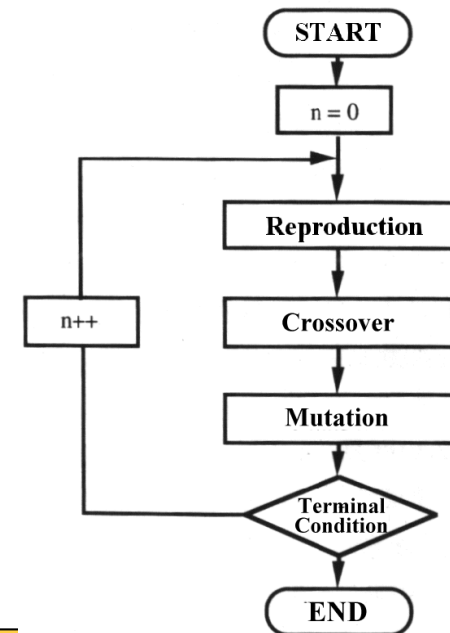 START
n = 0
Reproduction
n++
Crossover
Mutation
Terminal
Condition
END